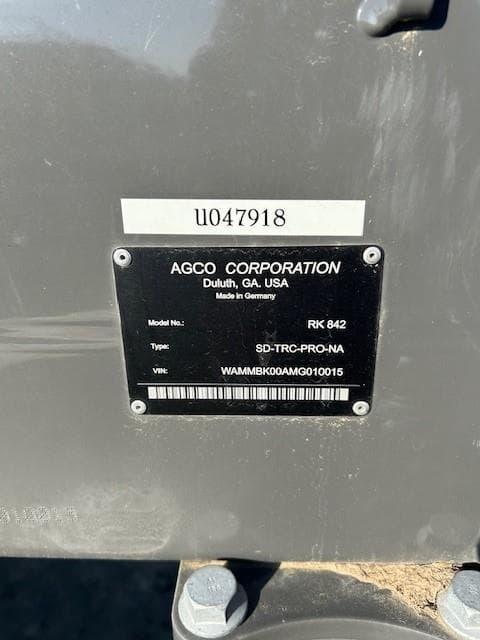 U047918
AGCO CORPORATION
Duluth, GA. USA
Made in Germany
Model No.: RK 842
Type: SD-TRC-PRO-NA
VIN: WAMMBK00AMG010015